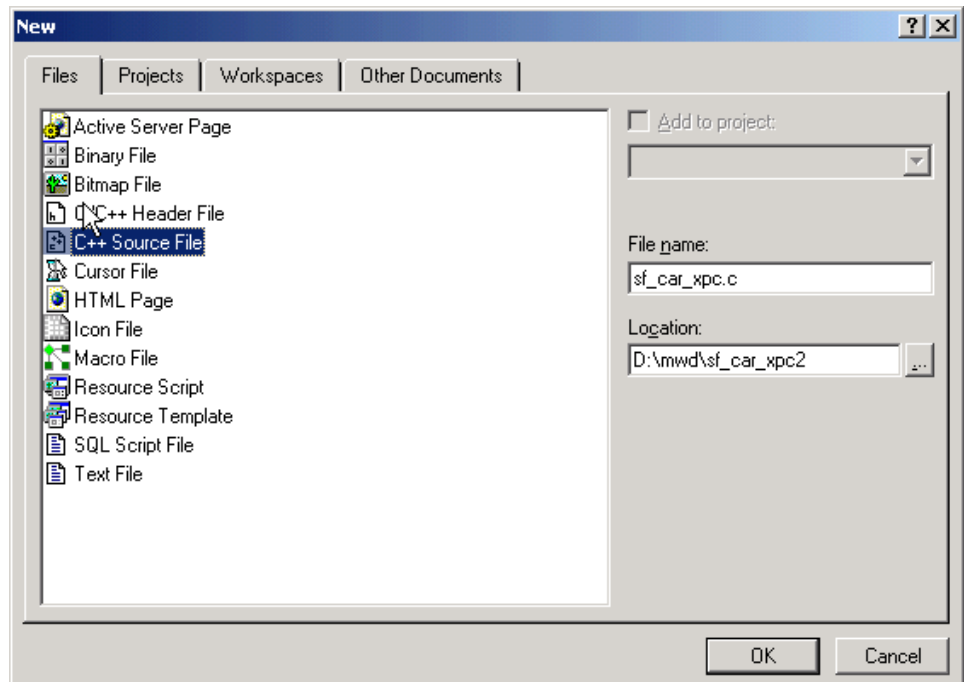 New
Files Projects Workspaces Other Documents
Active Server Page
Binary File
Bitmap File
C/C++ Header File
C++ Source File
Cursor File
HTML Page
Icon File
Macro File
Resource Script
Resource Template
SQL Script File
Text File
Add to project:
File name:
sf_car_xpc.c
Location:
D:\mwd\sf_car_xpc2
...
OK Cancel